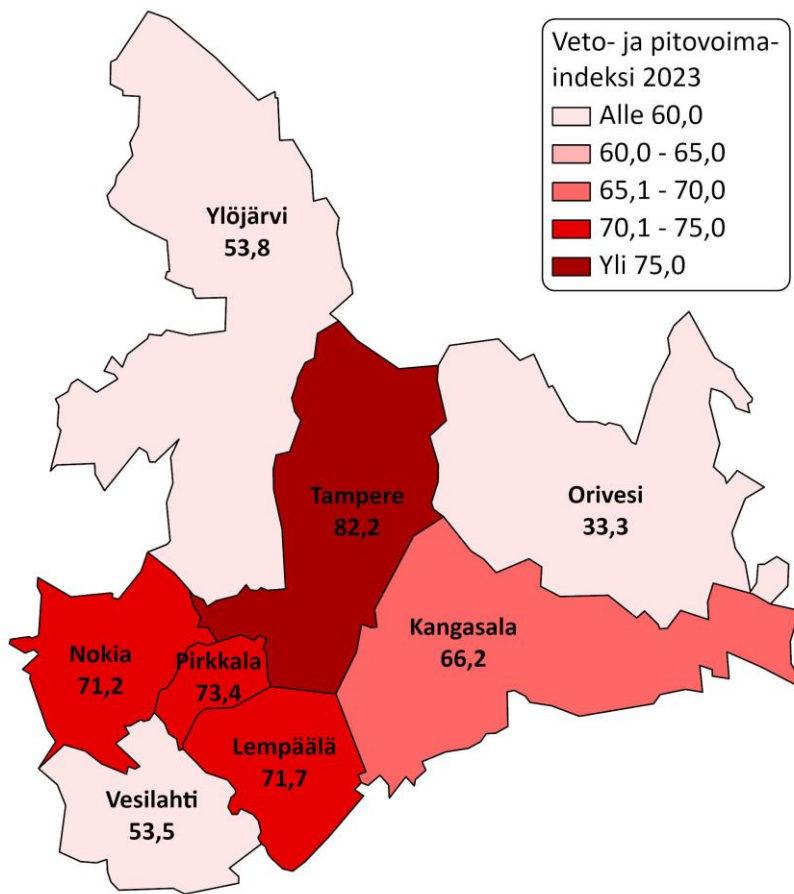 Veto- ja pitovoima-
indeksi 2023
Alle 60,0
60,0 - 65,0
65,1 - 70,0
70,1 - 75,0
Yli 75,0
Ylöjärvi
53,8
Tampere
82,2
Orivesi
33,3
Kangasala
66,2
Nokia
71,2
Pirkkala
73,4
Lempäälä
71,7
Vesilahti
53,5